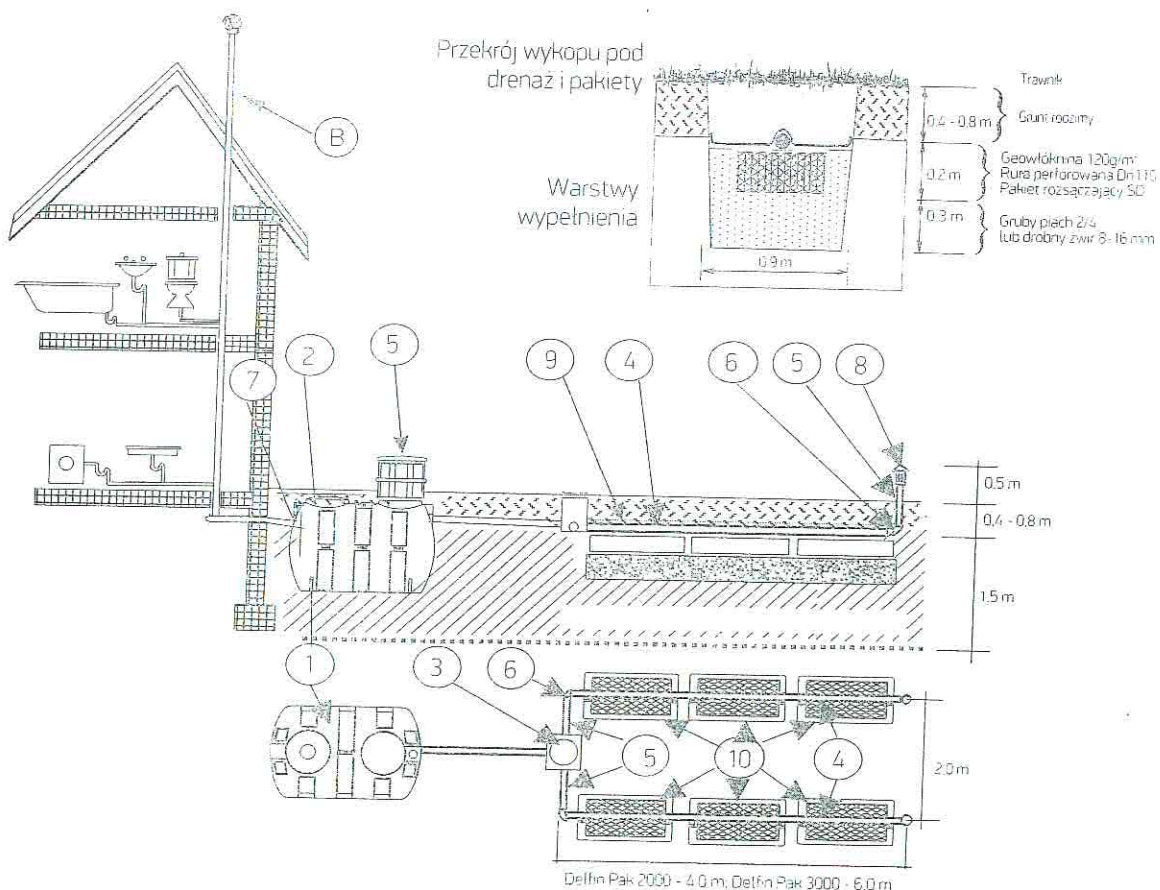 Przekrój wykopu pod
drenaż i pakiety
Trawnik
0.4 - 0.8 m
Grunt rodzimy
Warstwy
wypełnienia
0.2 m
Geowłóknina 120g/m²
Rura perforowana Dn110
Pakiet rozsączający SD
0.3 m
Gruby piach 2/4
lub drobny żwir 8-16 mm
0.9 m
B
7
2
5
9
4
6
5
8
0.5 m
0,4 - 0,8 m
1.5 m
1
3
6
5
10
4
2.0 m
Delfin Pak 2000 - 4.0 m; Delfin Pak 3000 - 6.0 m